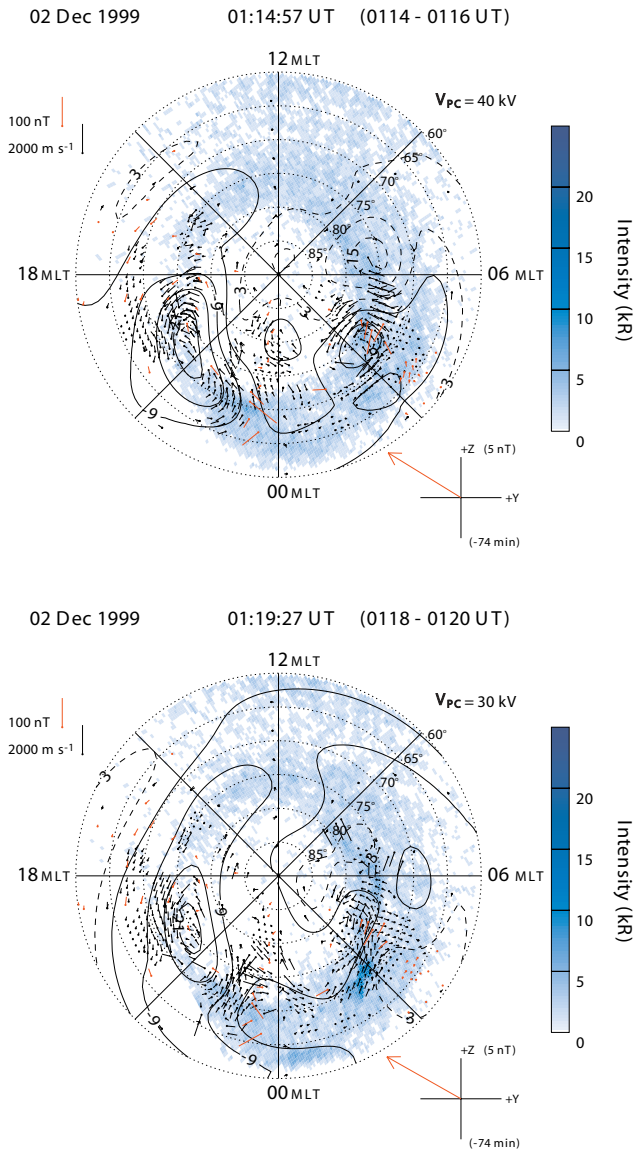 02 Dec 1999 01:14:57 UT (0114 - 0116 UT)
12 MLT
100 nT
2000 m s⁻¹
V_PC = 40 kV
60°
65°
70°
75°
80°
85°
18 MLT
06 MLT
00 MLT
3
15
3
9
-3
9
+Z (5 nT)
+Y
(-74 min)
20
15
10
5
0
Intensity (kR)
02 Dec 1999 01:19:27 UT (0118 - 0120 UT)
12 MLT
100 nT
2000 m s⁻¹
V_PC = 30 kV
60°
65°
70°
75°
80°
85°
18 MLT
06 MLT
00 MLT
3
-9
-9
3
+Z (5 nT)
+Y
(-74 min)
20
15
10
5
0
Intensity (kR)